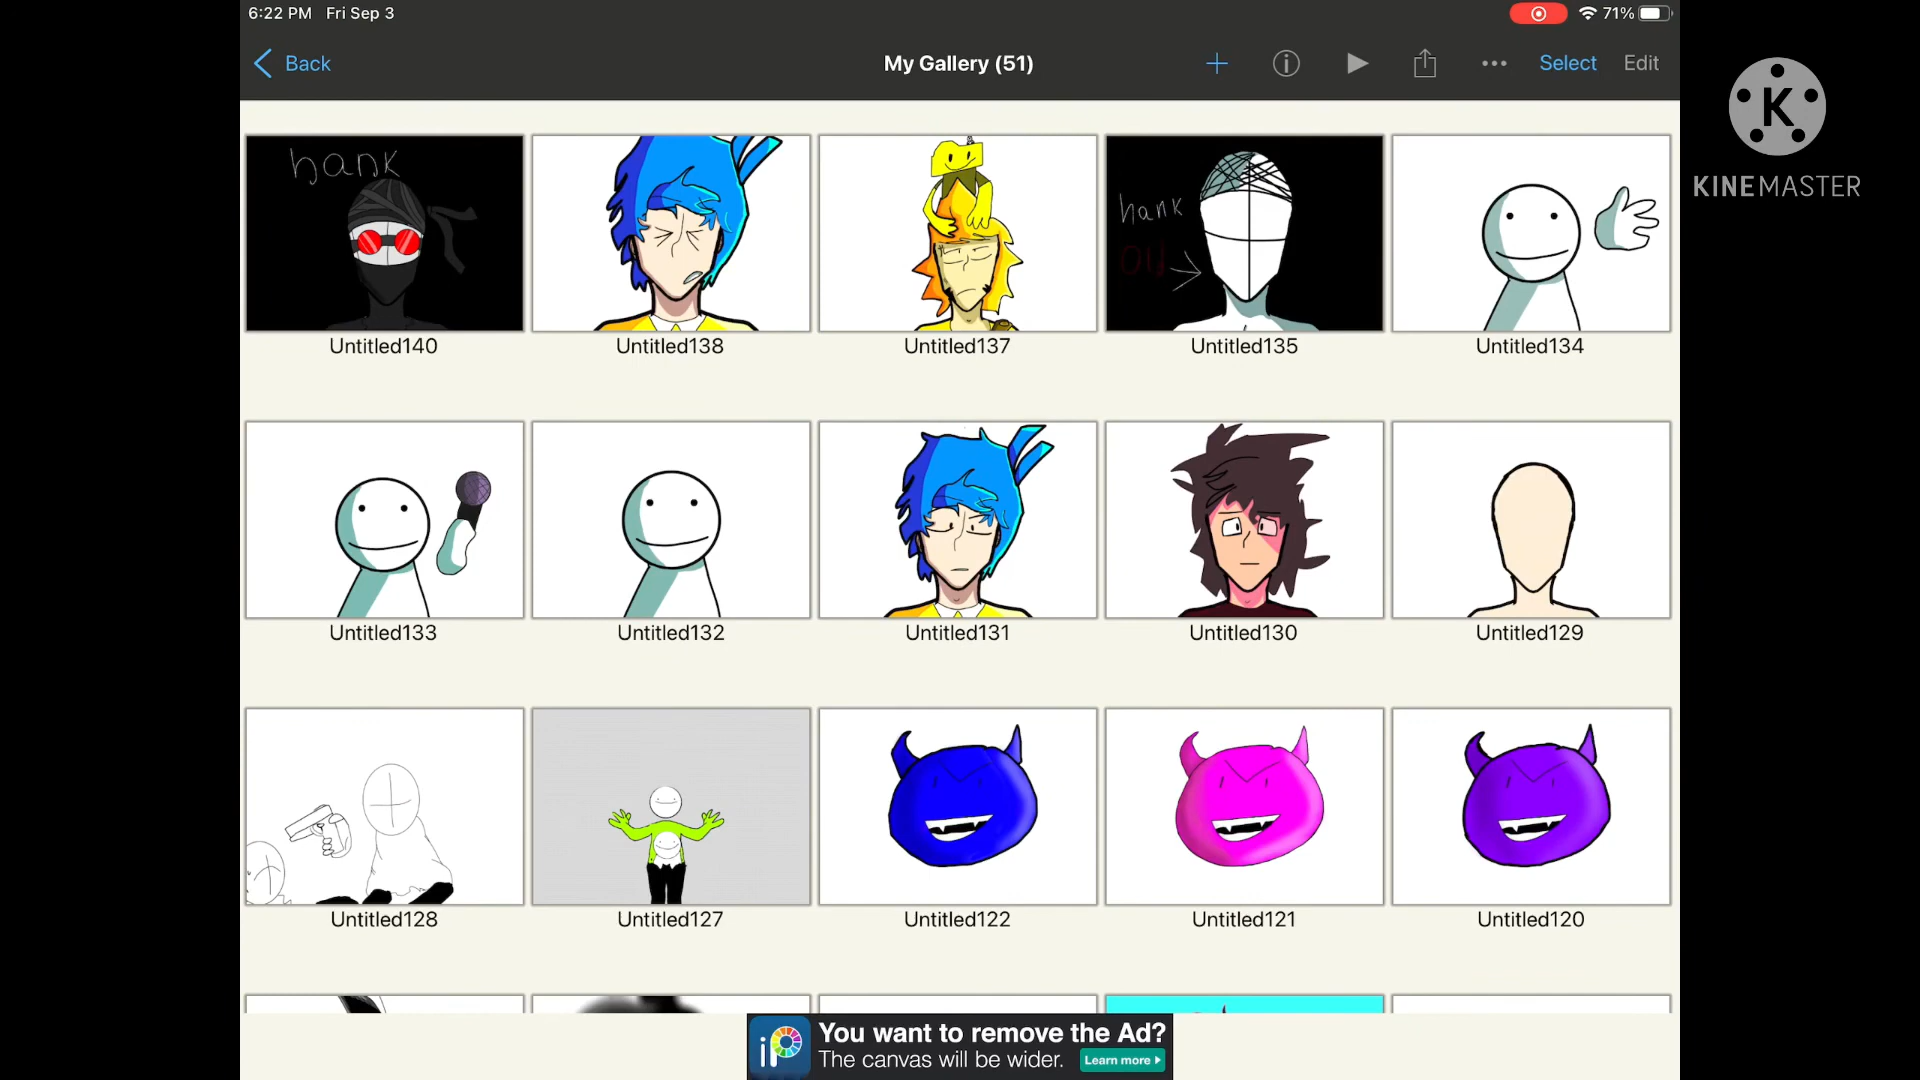 6:22 PM Fri Sep 3
71%
Back
My Gallery (51)
Select
Edit
K
KINEMASTER
hank
hank
Old
Untitled140
Untitled138
Untitled137
Untitled135
Untitled134
Untitled133
Untitled132
Untitled131
Untitled130
Untitled129
Untitled128
Untitled127
Untitled122
Untitled121
Untitled120
iP
You want to remove the Ad?
The canvas will be wider.
Learn more